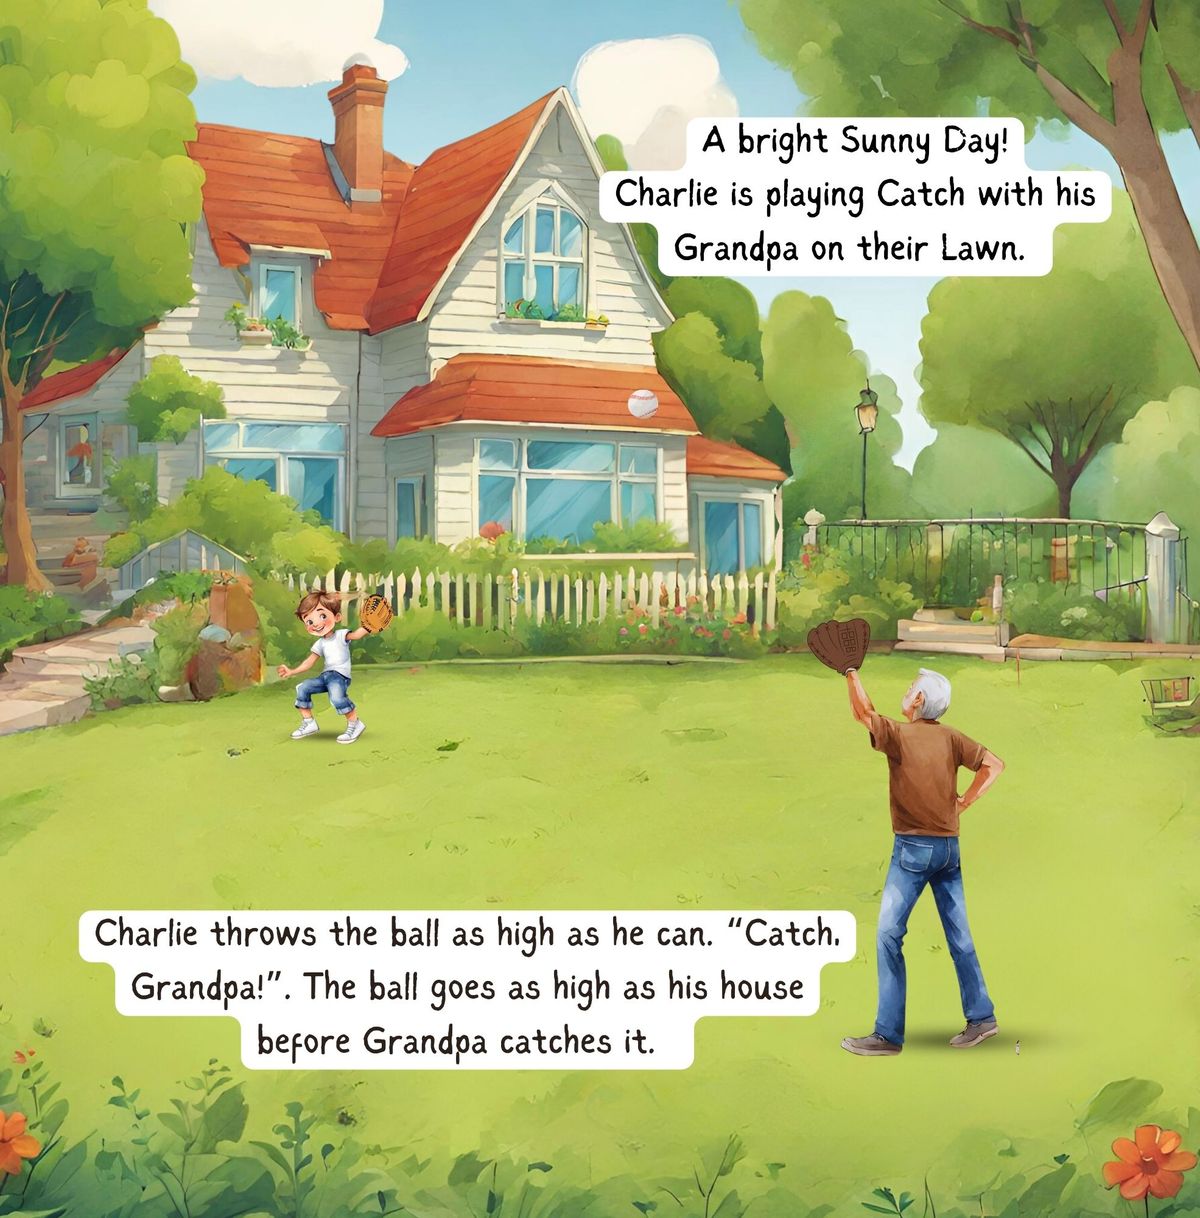 A bright Sunny Day!
Charlie is playing Catch with his
Grandpa on their Lawn.
Charlie throws the ball as high as he can. “Catch,
Grandpa!”. The ball goes as high as his house
before Grandpa catches it.